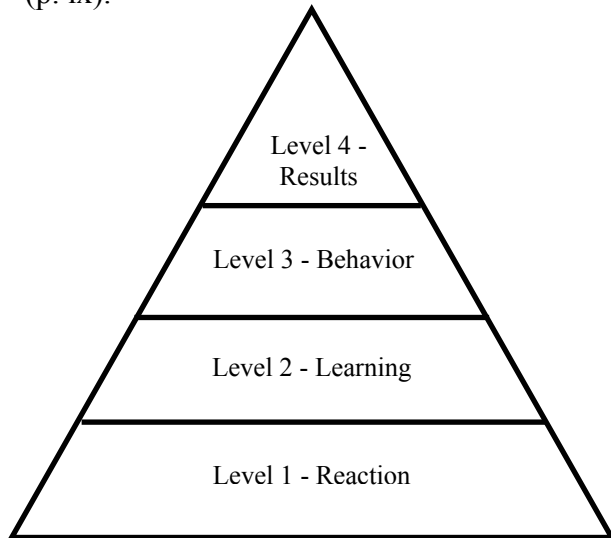 (p. ix).
Level 4 -
Results
Level 3 - Behavior
Level 2 - Learning
Level 1 - Reaction